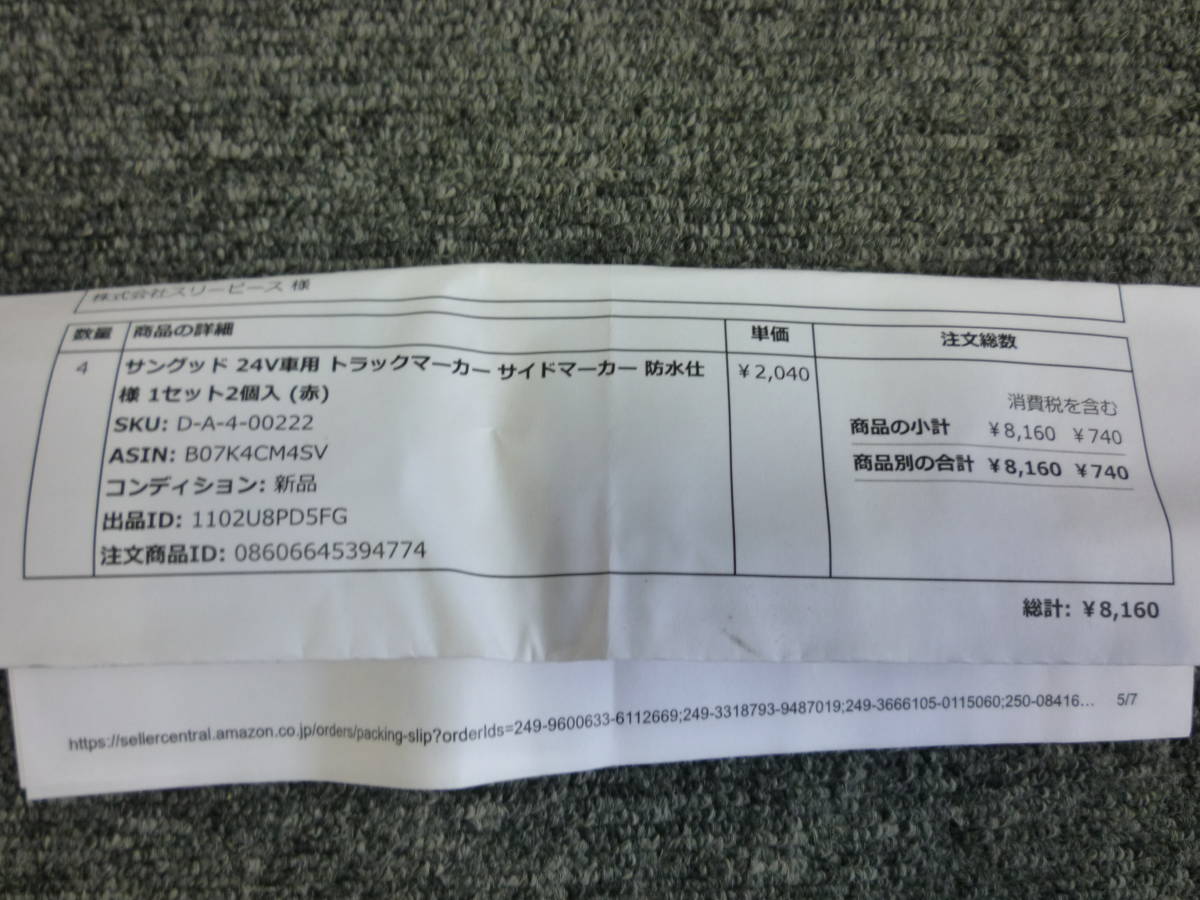 株式会社スリーピース 様
数量 商品の詳細 単価 注文総数
4 サングッド 24V車用 トラックマーカー サイドマーカー 防水仕 ¥2,040
様 1セット2個入 (赤)
消費税を含む
SKU: D-A-4-00222
商品の小計 ¥8,160 ¥740
ASIN: B07K4CM4SV
商品別の合計 ¥8,160 ¥740
コンディション: 新品
出品ID: 1102U8PD5FG
注文商品ID: 08606645394774
総計: ¥8,160
https://sellercentral.amazon.co.jp/orders/packing-slip?orderIds=249-9600633-6112669;249-3318793-9487019;249-3666105-0115060;250-08416... 5/7